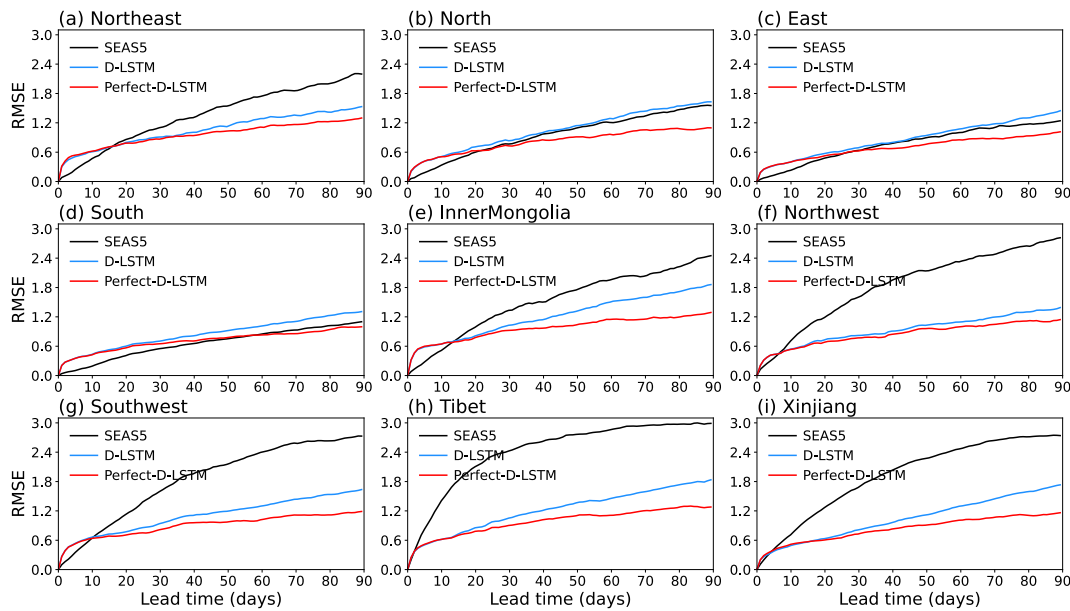 (a) Northeast
(b) North
(c) East
RMSE
3.0
2.4
1.8
1.2
0.6
0.0
SEAS5
D-LSTM
Perfect-D-LSTM
0 10 20 30 40 50 60 70 80 90
3.0
2.4
1.8
1.2
0.6
0.0
SEAS5
D-LSTM
Perfect-D-LSTM
0 10 20 30 40 50 60 70 80 90
3.0
2.4
1.8
1.2
0.6
0.0
SEAS5
D-LSTM
Perfect-D-LSTM
0 10 20 30 40 50 60 70 80 90
(d) South
(e) InnerMongolia
(f) Northwest
RMSE
3.0
2.4
1.8
1.2
0.6
0.0
SEAS5
D-LSTM
Perfect-D-LSTM
0 10 20 30 40 50 60 70 80 90
3.0
2.4
1.8
1.2
0.6
0.0
SEAS5
D-LSTM
Perfect-D-LSTM
0 10 20 30 40 50 60 70 80 90
3.0
2.4
1.8
1.2
0.6
0.0
SEAS5
D-LSTM
Perfect-D-LSTM
0 10 20 30 40 50 60 70 80 90
(g) Southwest
(h) Tibet
(i) Xinjiang
RMSE
3.0
2.4
1.8
1.2
0.6
0.0
SEAS5
D-LSTM
Perfect-D-LSTM
0 10 20 30 40 50 60 70 80 90
Lead time (days)
3.0
2.4
1.8
1.2
0.6
0.0
SEAS5
D-LSTM
Perfect-D-LSTM
0 10 20 30 40 50 60 70 80 90
Lead time (days)
3.0
2.4
1.8
1.2
0.6
0.0
SEAS5
D-LSTM
Perfect-D-LSTM
0 10 20 30 40 50 60 70 80 90
Lead time (days)